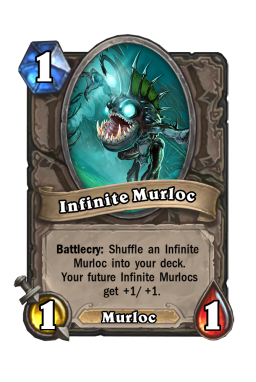 1
Infinite Murloc
Battlecry: Shuffle an Infinite
Murloc into your deck.
Your future Infinite Murlocs
get +1/ +1.
1
Murloc
1